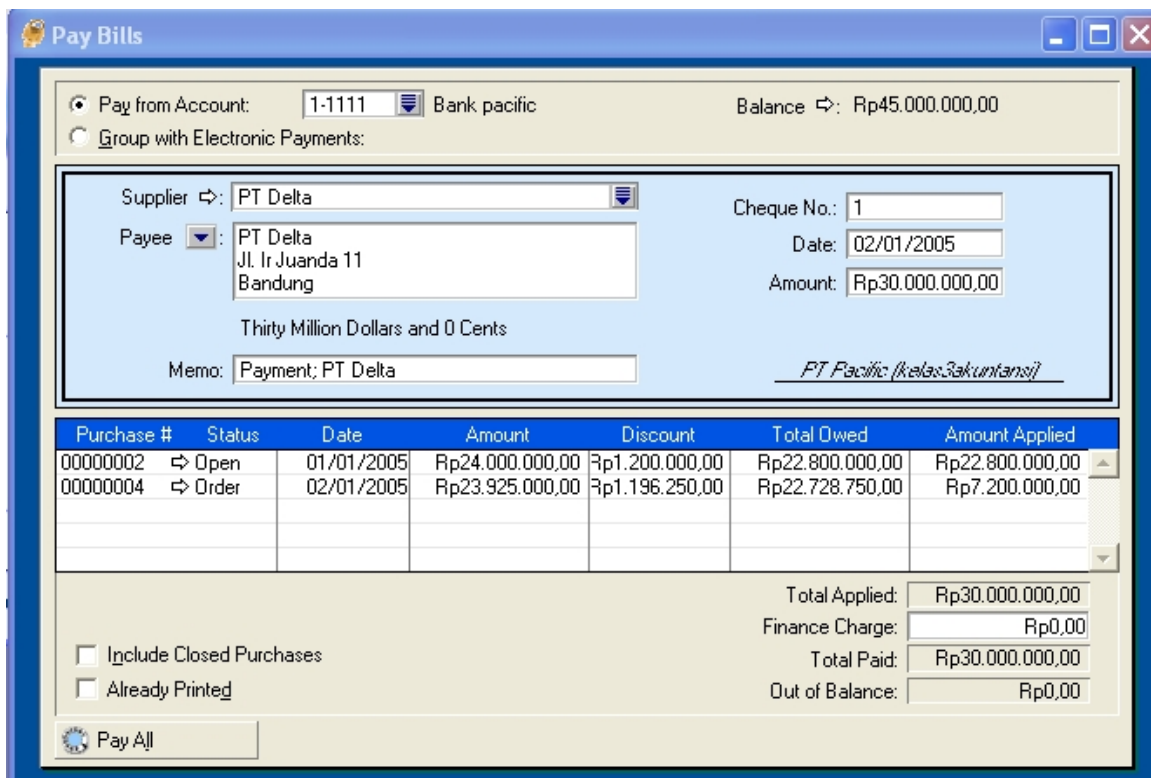 Pay Bills
Pay from Account: 1-1111 Bank pacific Balance ⇨: Rp45.000.000,00
Group with Electronic Payments:
Supplier ⇨: PT Delta Cheque No.: 1
Payee : PT Delta Date: 02/01/2005
Jl. Ir Juanda 11 Amount: Rp30.000.000,00
Bandung
Thirty Million Dollars and 0 Cents
Memo: Payment; PT Delta PT Pacific (kelas3akuntansi)
Purchase # Status Date Amount Discount Total Owed Amount Applied
00000002 ⇨ Open 01/01/2005 Rp24.000.000,00 Rp1.200.000,00 Rp22.800.000,00 Rp22.800.000,00
00000004 ⇨ Order 02/01/2005 Rp23.925.000,00 Rp1.196.250,00 Rp22.728.750,00 Rp7.200.000,00
Total Applied: Rp30.000.000,00
Finance Charge: Rp0,00
Include Closed Purchases Total Paid: Rp30.000.000,00
Already Printed Out of Balance: Rp0,00
Pay All